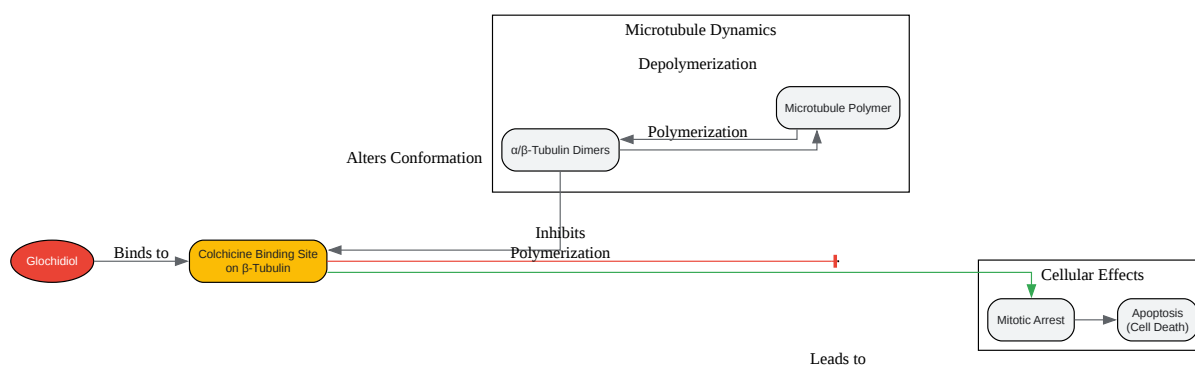 Microtubule Dynamics
Depolymerization
Microtubule Polymer
Polymerization
α/β-Tubulin Dimers
Alters Conformation
Inhibits
Polymerization
Glochidiol
Binds to
Colchicine Binding Site
on β-Tubulin
Cellular Effects
Mitotic Arrest
Apoptosis
(Cell Death)
Leads to